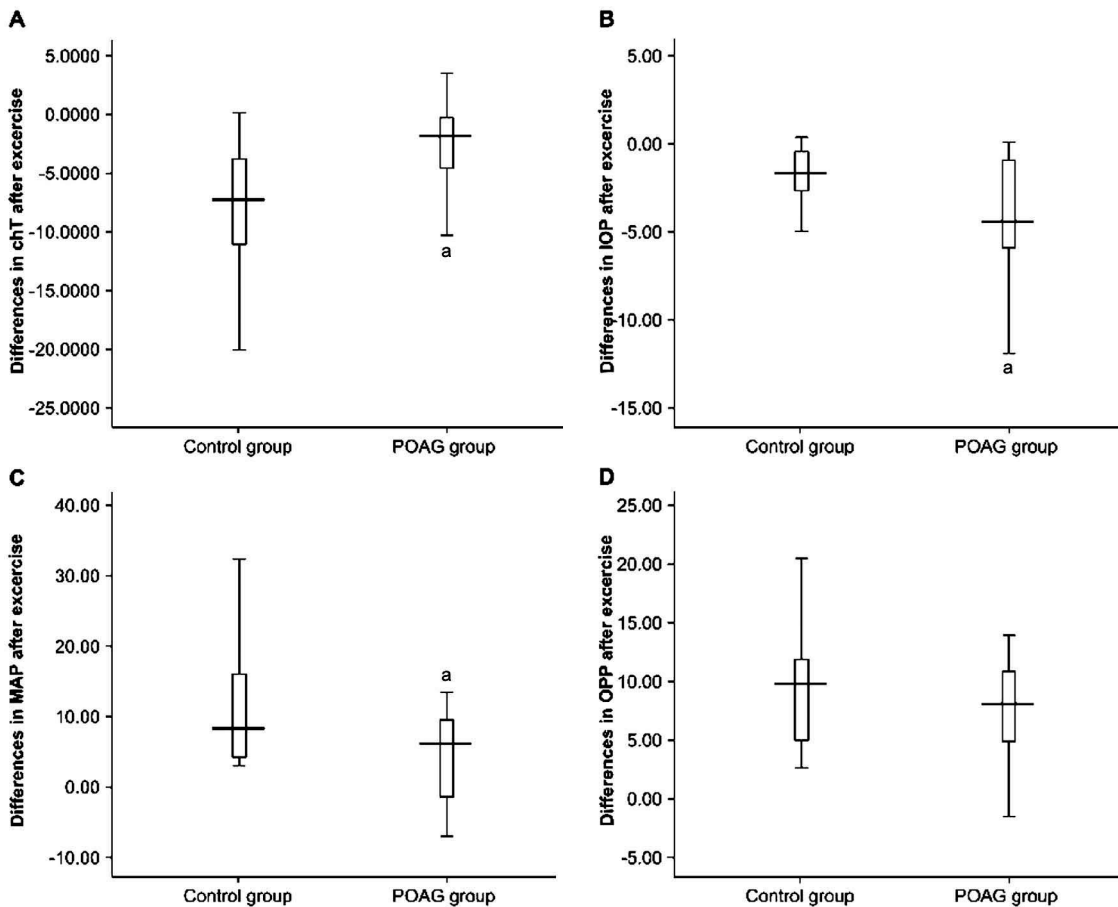 A
Differences in chT after excercise
5.0000
0.0000
-5.0000
-10.0000
-15.0000
-20.0000
-25.0000
a
Control group
POAG group
B
Differences in IOP after excercise
5.00
0.00
-5.00
-10.00
-15.00
a
Control group
POAG group
C
Differences in MAP after excercise
40.00
30.00
20.00
10.00
0.00
-10.00
a
Control group
POAG group
D
Differences in OPP after excercise
25.00
20.00
15.00
10.00
5.00
0.00
-5.00
Control group
POAG group